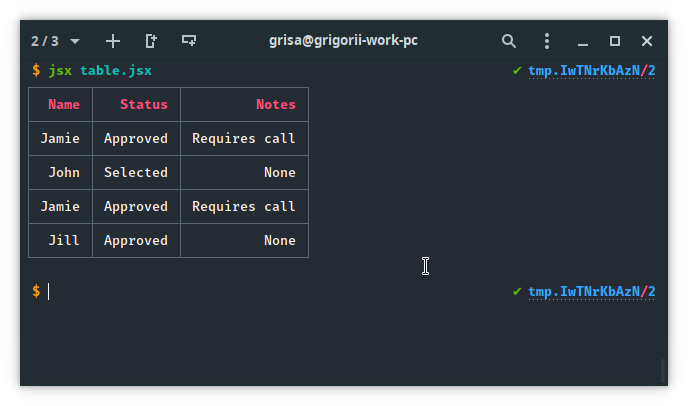 2 / 3 grisa@grigorii-work-pc
$ jsx table.jsx ✔ tmp.IwTNrKbAzN/2
Name Status Notes
Jamie Approved Requires call
John Selected None
Jamie Approved Requires call
Jill Approved None
$ ✔ tmp.IwTNrKbAzN/2